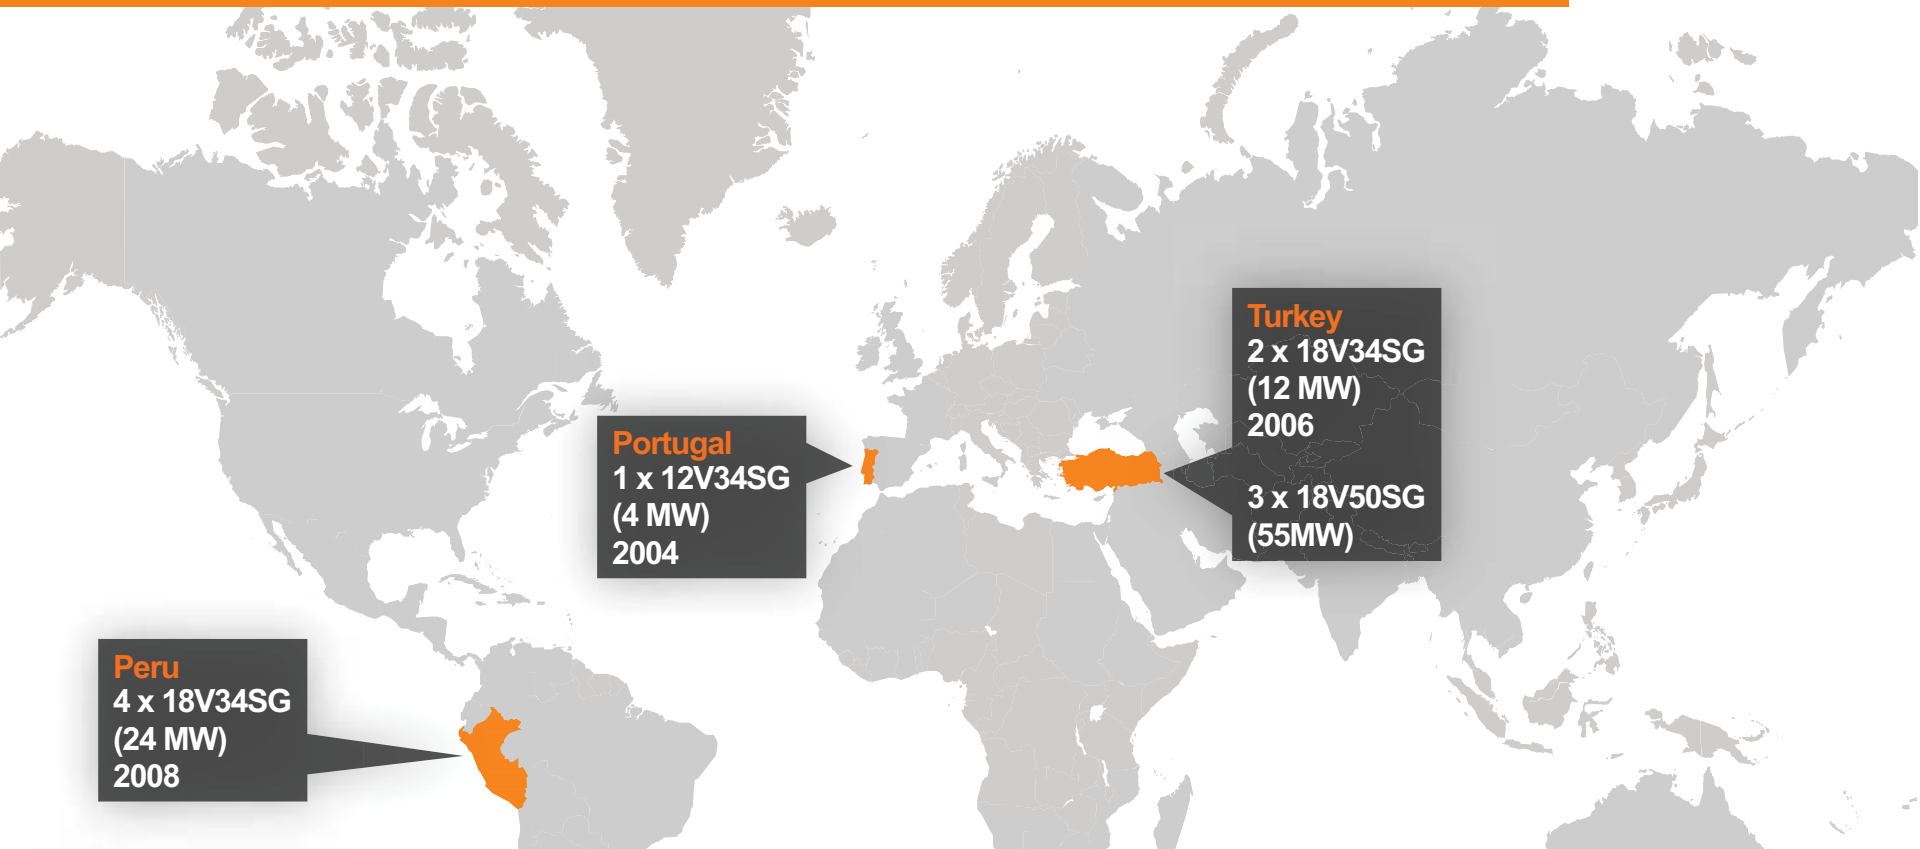 Turkey
2 x 18V34SG
(12 MW)
2006
3 x 18V50SG
(55MW)
Portugal
1 x 12V34SG
(4 MW)
2004
Peru
4 x 18V34SG
(24 MW)
2008